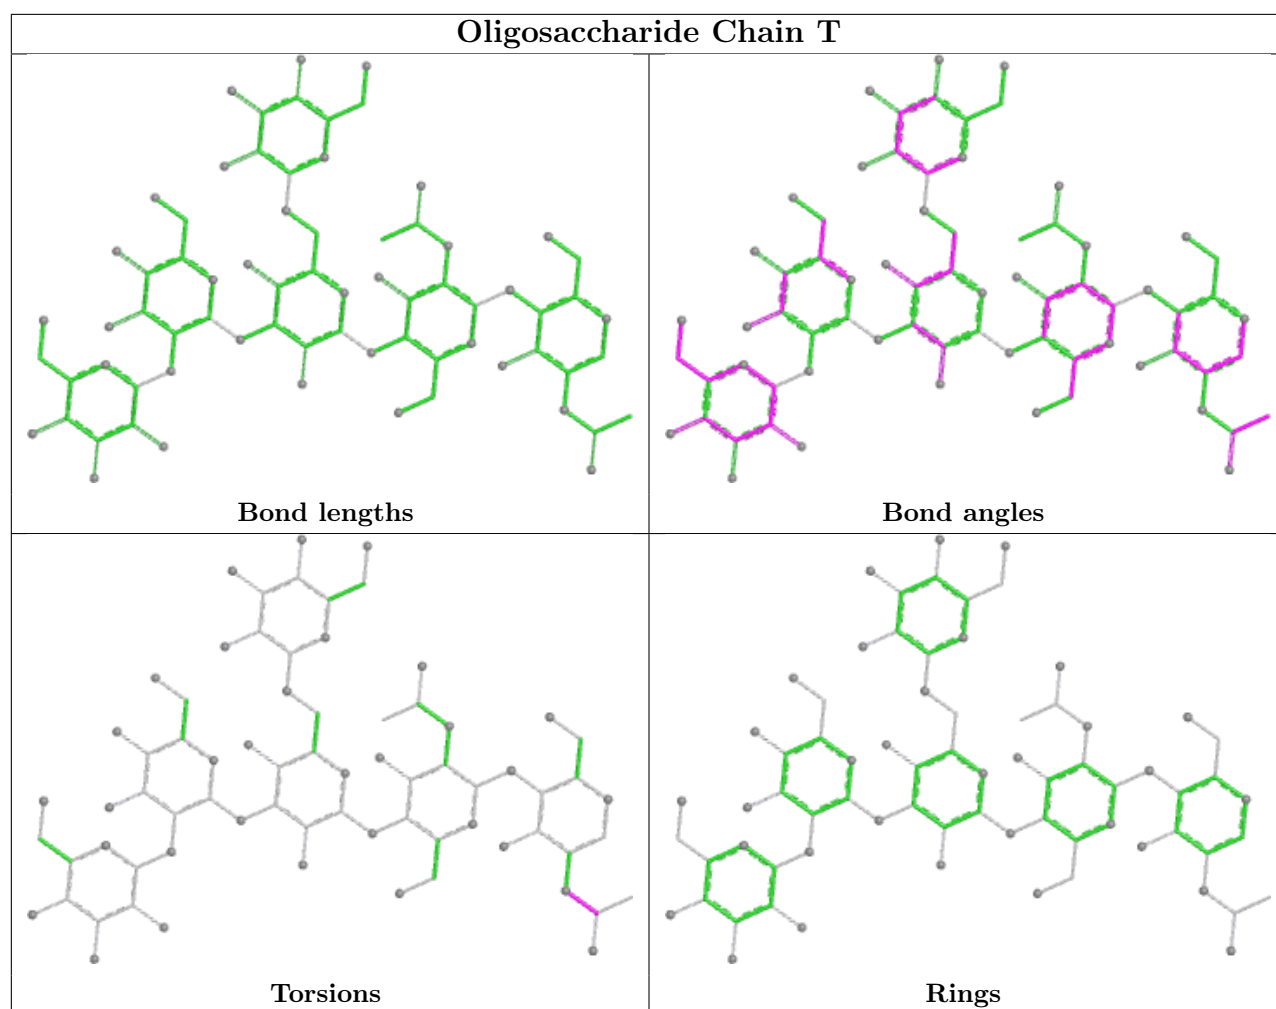 Oligosaccharide Chain T
Bond lengths
Bond angles
Torsions
Rings